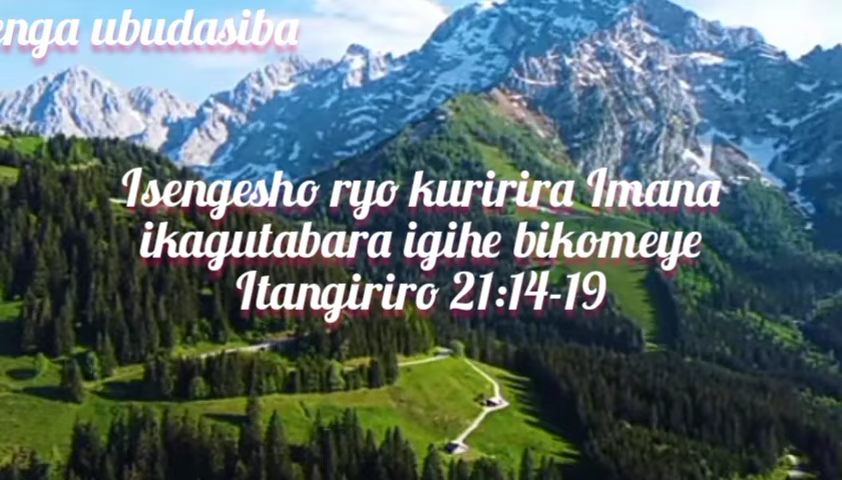 enga ubudasiba
Isengesho ryo kuririra Imana
ikagutabara igihe bikomeye
Itangiriro 21:14-19